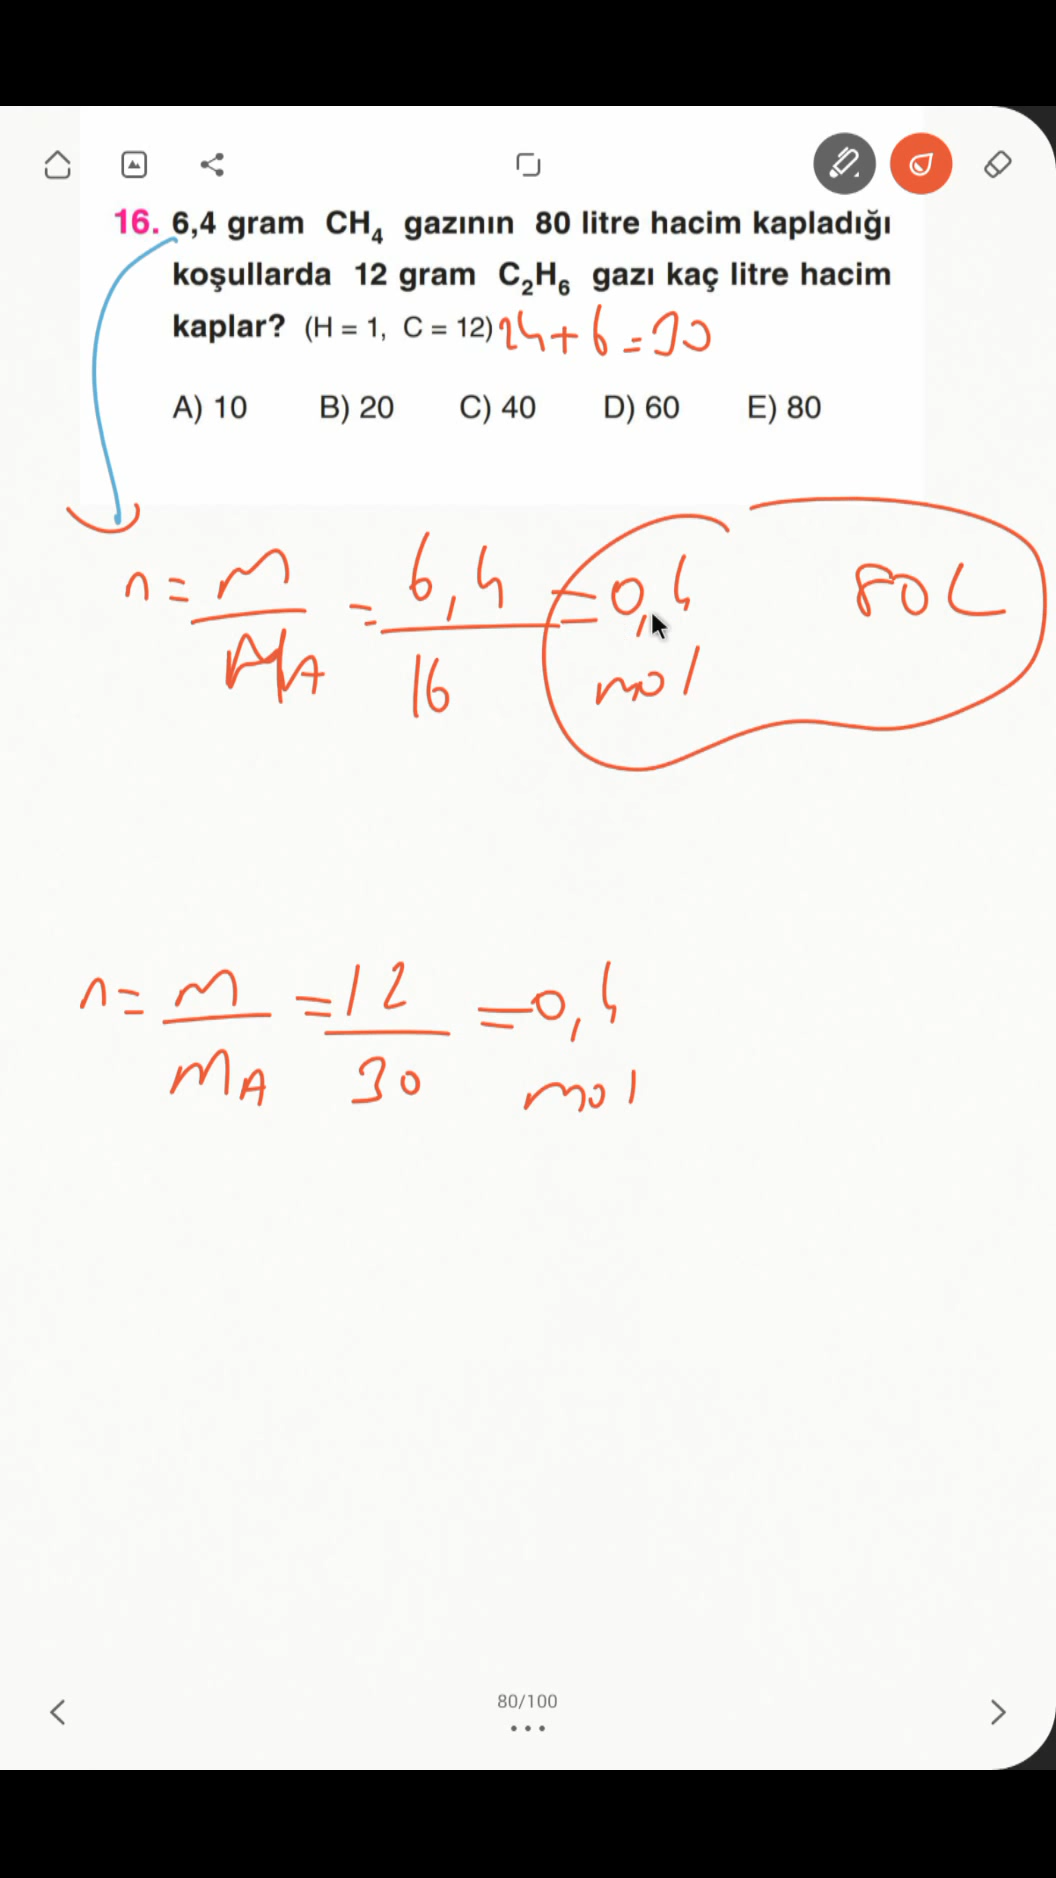 16. 6,4 gram CH₄ gazının 80 litre hacim kapladığı
koşullarda 12 gram C₂H₆ gazı kaç litre hacim
kaplar? (H = 1, C = 12) 24+6=30
A) 10 B) 20 C) 40 D) 60 E) 80
n = m / MA = 6,4 / 16 = 0,4 mol 80L
n = m / MA = 12 / 30 = 0,4 mol
80/100